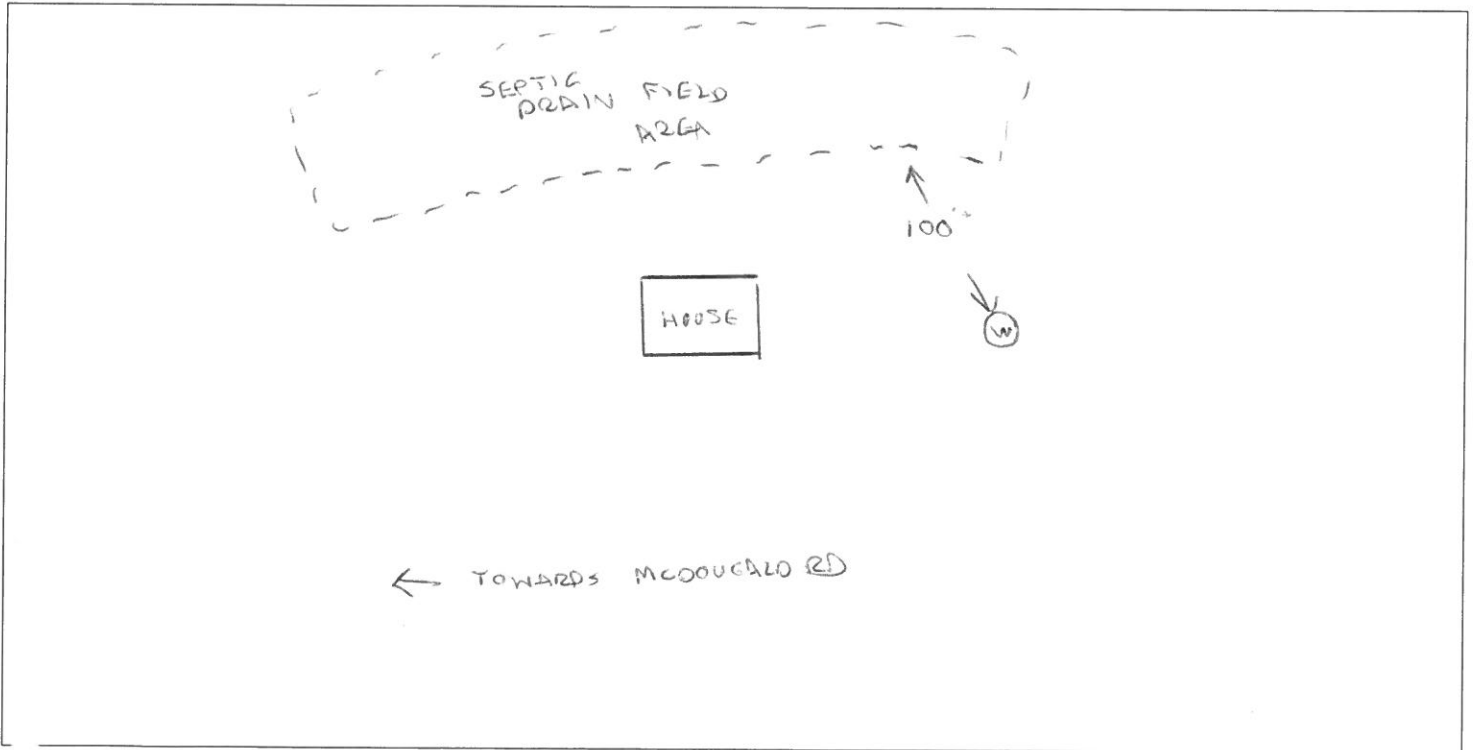 SEPTIC
DRAIN FIELD
AREA
100'+
HOUSE
W
← TOWARDS MCDOUGALD RD